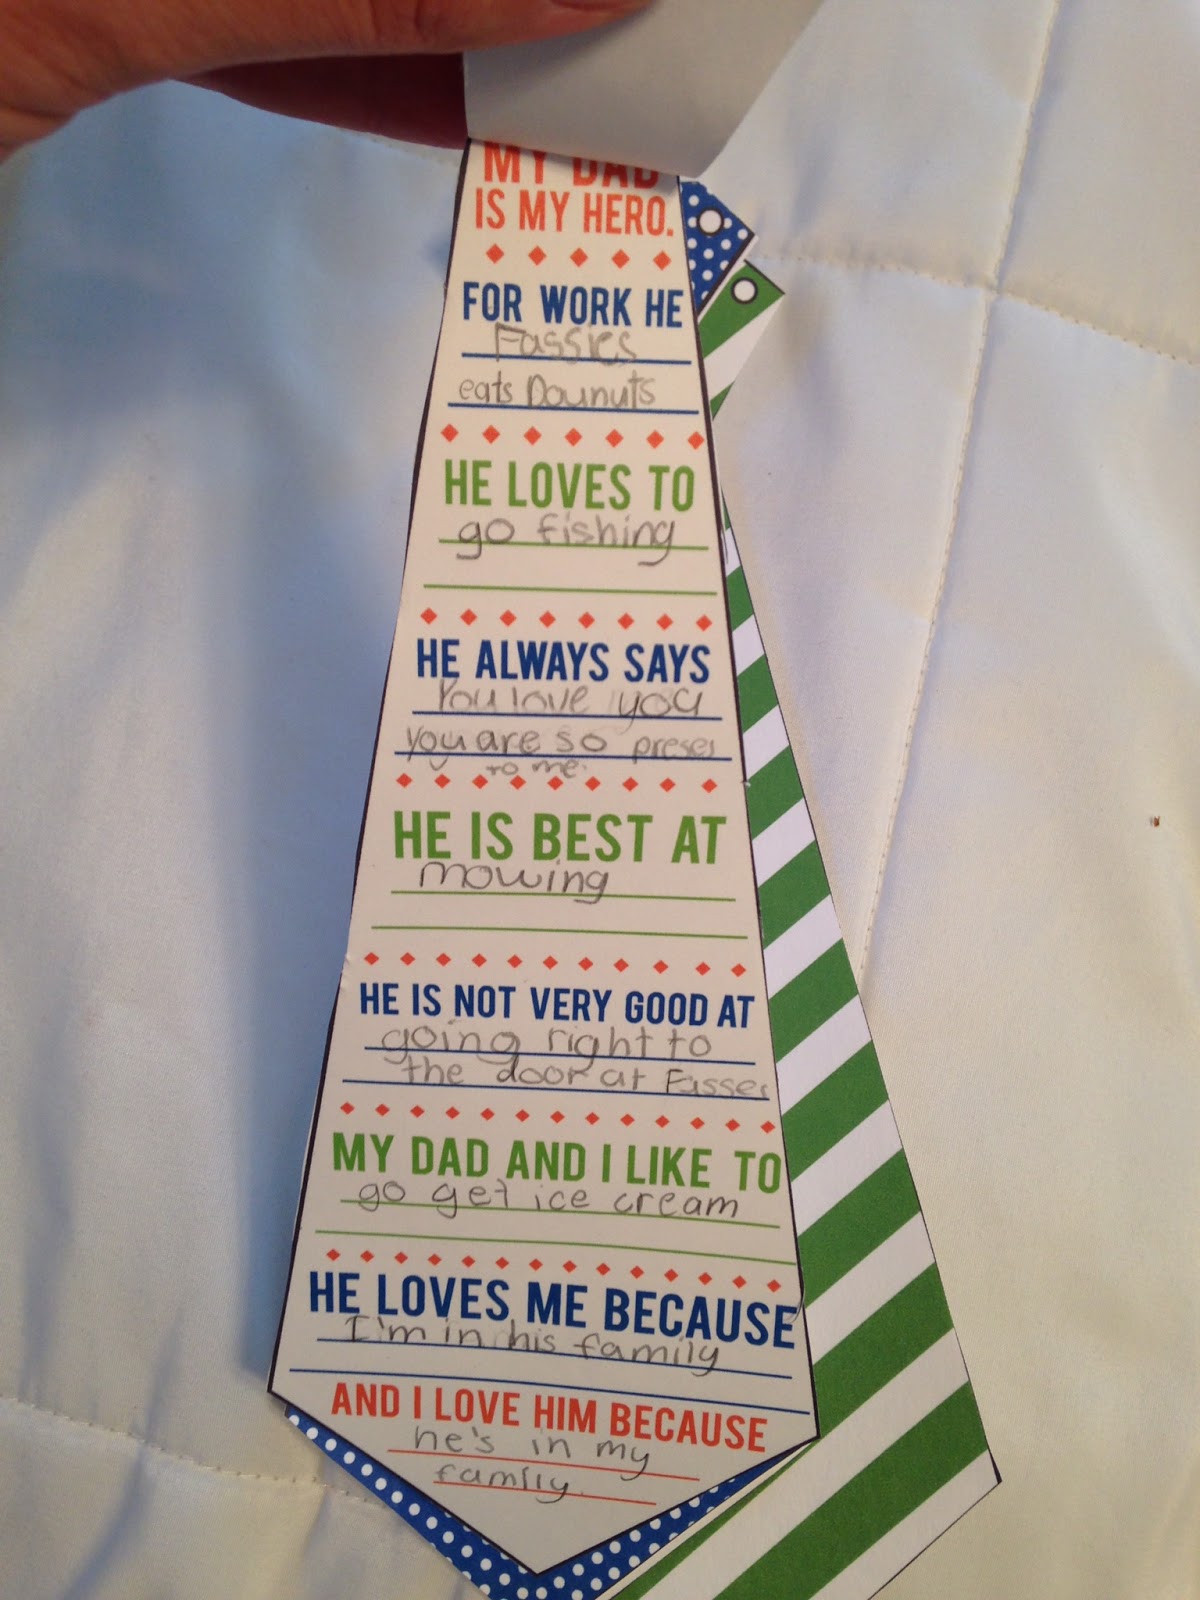 MY DAD
IS MY HERO.
FOR WORK HE
Fassies
eats Dounuts
HE LOVES TO
go fishing
HE ALWAYS SAYS
You love you
you are so preses
to me.
HE IS BEST AT
mowing
HE IS NOT VERY GOOD AT
going right to
the door at Fasses
MY DAD AND I LIKE TO
go get ice cream
HE LOVES ME BECAUSE
I'm in his family
AND I LOVE HIM BECAUSE
he's in my
famliy.